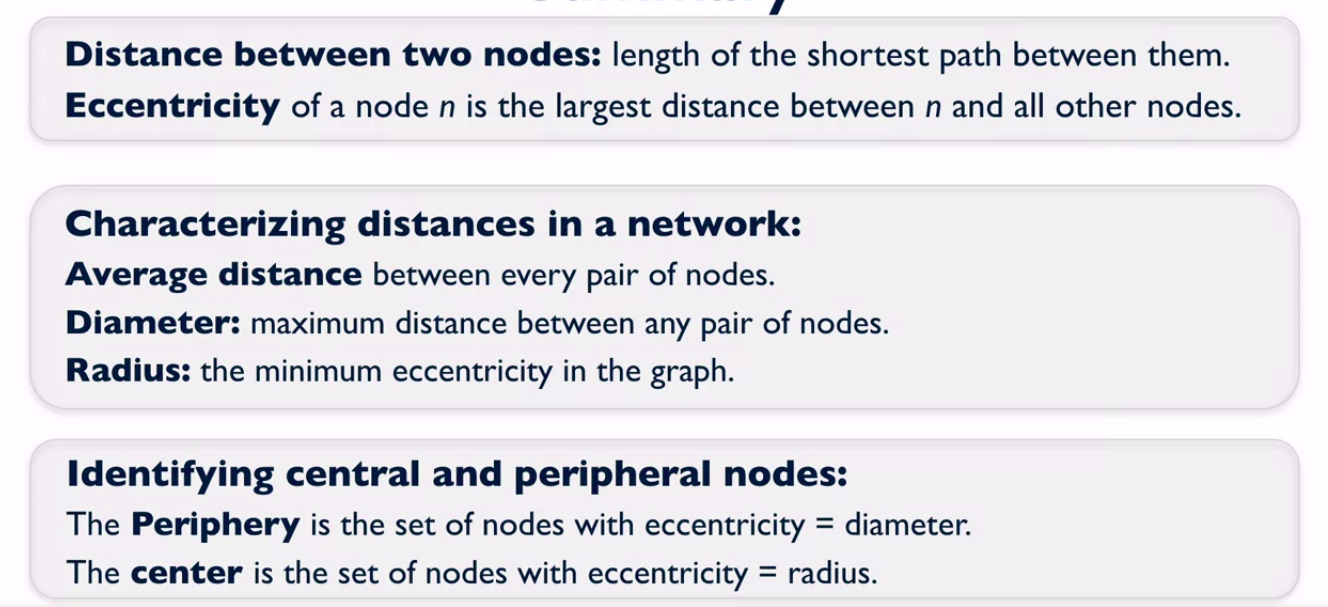 Distance between two nodes: length of the shortest path between them.
Eccentricity of a node n is the largest distance between n and all other nodes.
Characterizing distances in a network:
Average distance between every pair of nodes.
Diameter: maximum distance between any pair of nodes.
Radius: the minimum eccentricity in the graph.
Identifying central and peripheral nodes:
The Periphery is the set of nodes with eccentricity = diameter.
The center is the set of nodes with eccentricity = radius.